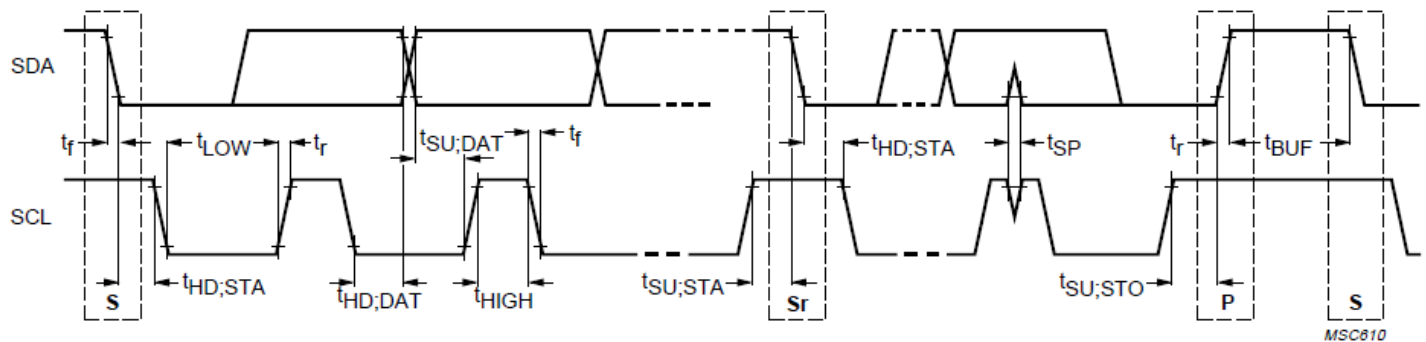 SDA
t_f t_LOW t_r t_SU;DAT t_f t_HD;STA t_SP t_r t_BUF
SCL
t_HD;STA t_HD;DAT t_HIGH t_SU;STA t_SU;STO
S Sr P S
MSC610